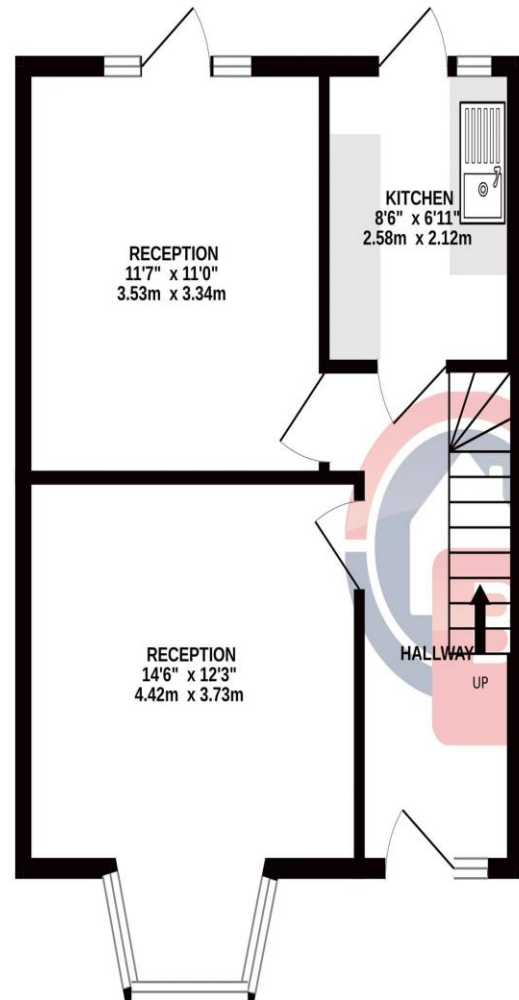 KITCHEN
8'6" x 6'11"
2.58m x 2.12m
RECEPTION
11'7" x 11'0"
3.53m x 3.34m
RECEPTION
14'6" x 12'3"
4.42m x 3.73m
HALLWAY
UP